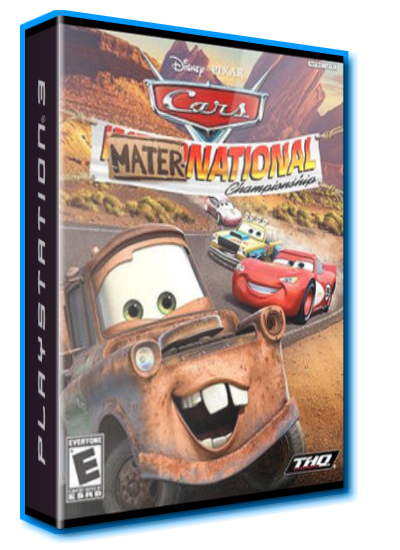 PLAYSTATION 3
Disney · PIXAR
Cars
MATER-NATIONAL
Championship
EVERYONE
E
ESRB
THQ